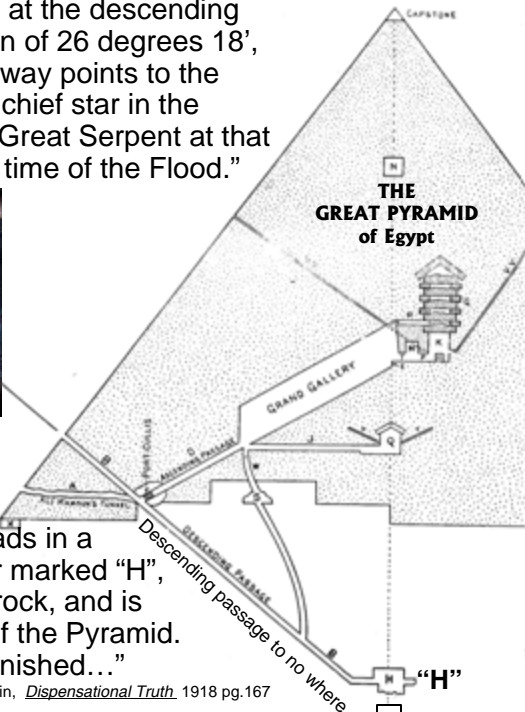 at the descending
n of 26 degrees 18’,
way points to the
chief star in the
Great Serpent at that
time of the Flood.”
CAPSTONE
N
THE
GREAT PYRAMID
of Egypt
K
GRAND GALLERY
PORT-CULLIS
D
ASCENDING PASSAGE
J
Q
B
A
S
DESCENDING PASSAGE
Descending passage to no where
ads in a
r marked “H”,
rock, and is
f the Pyramid.
nished…”
B
H
“H”
in, Dispensational Truth 1918 pg.167